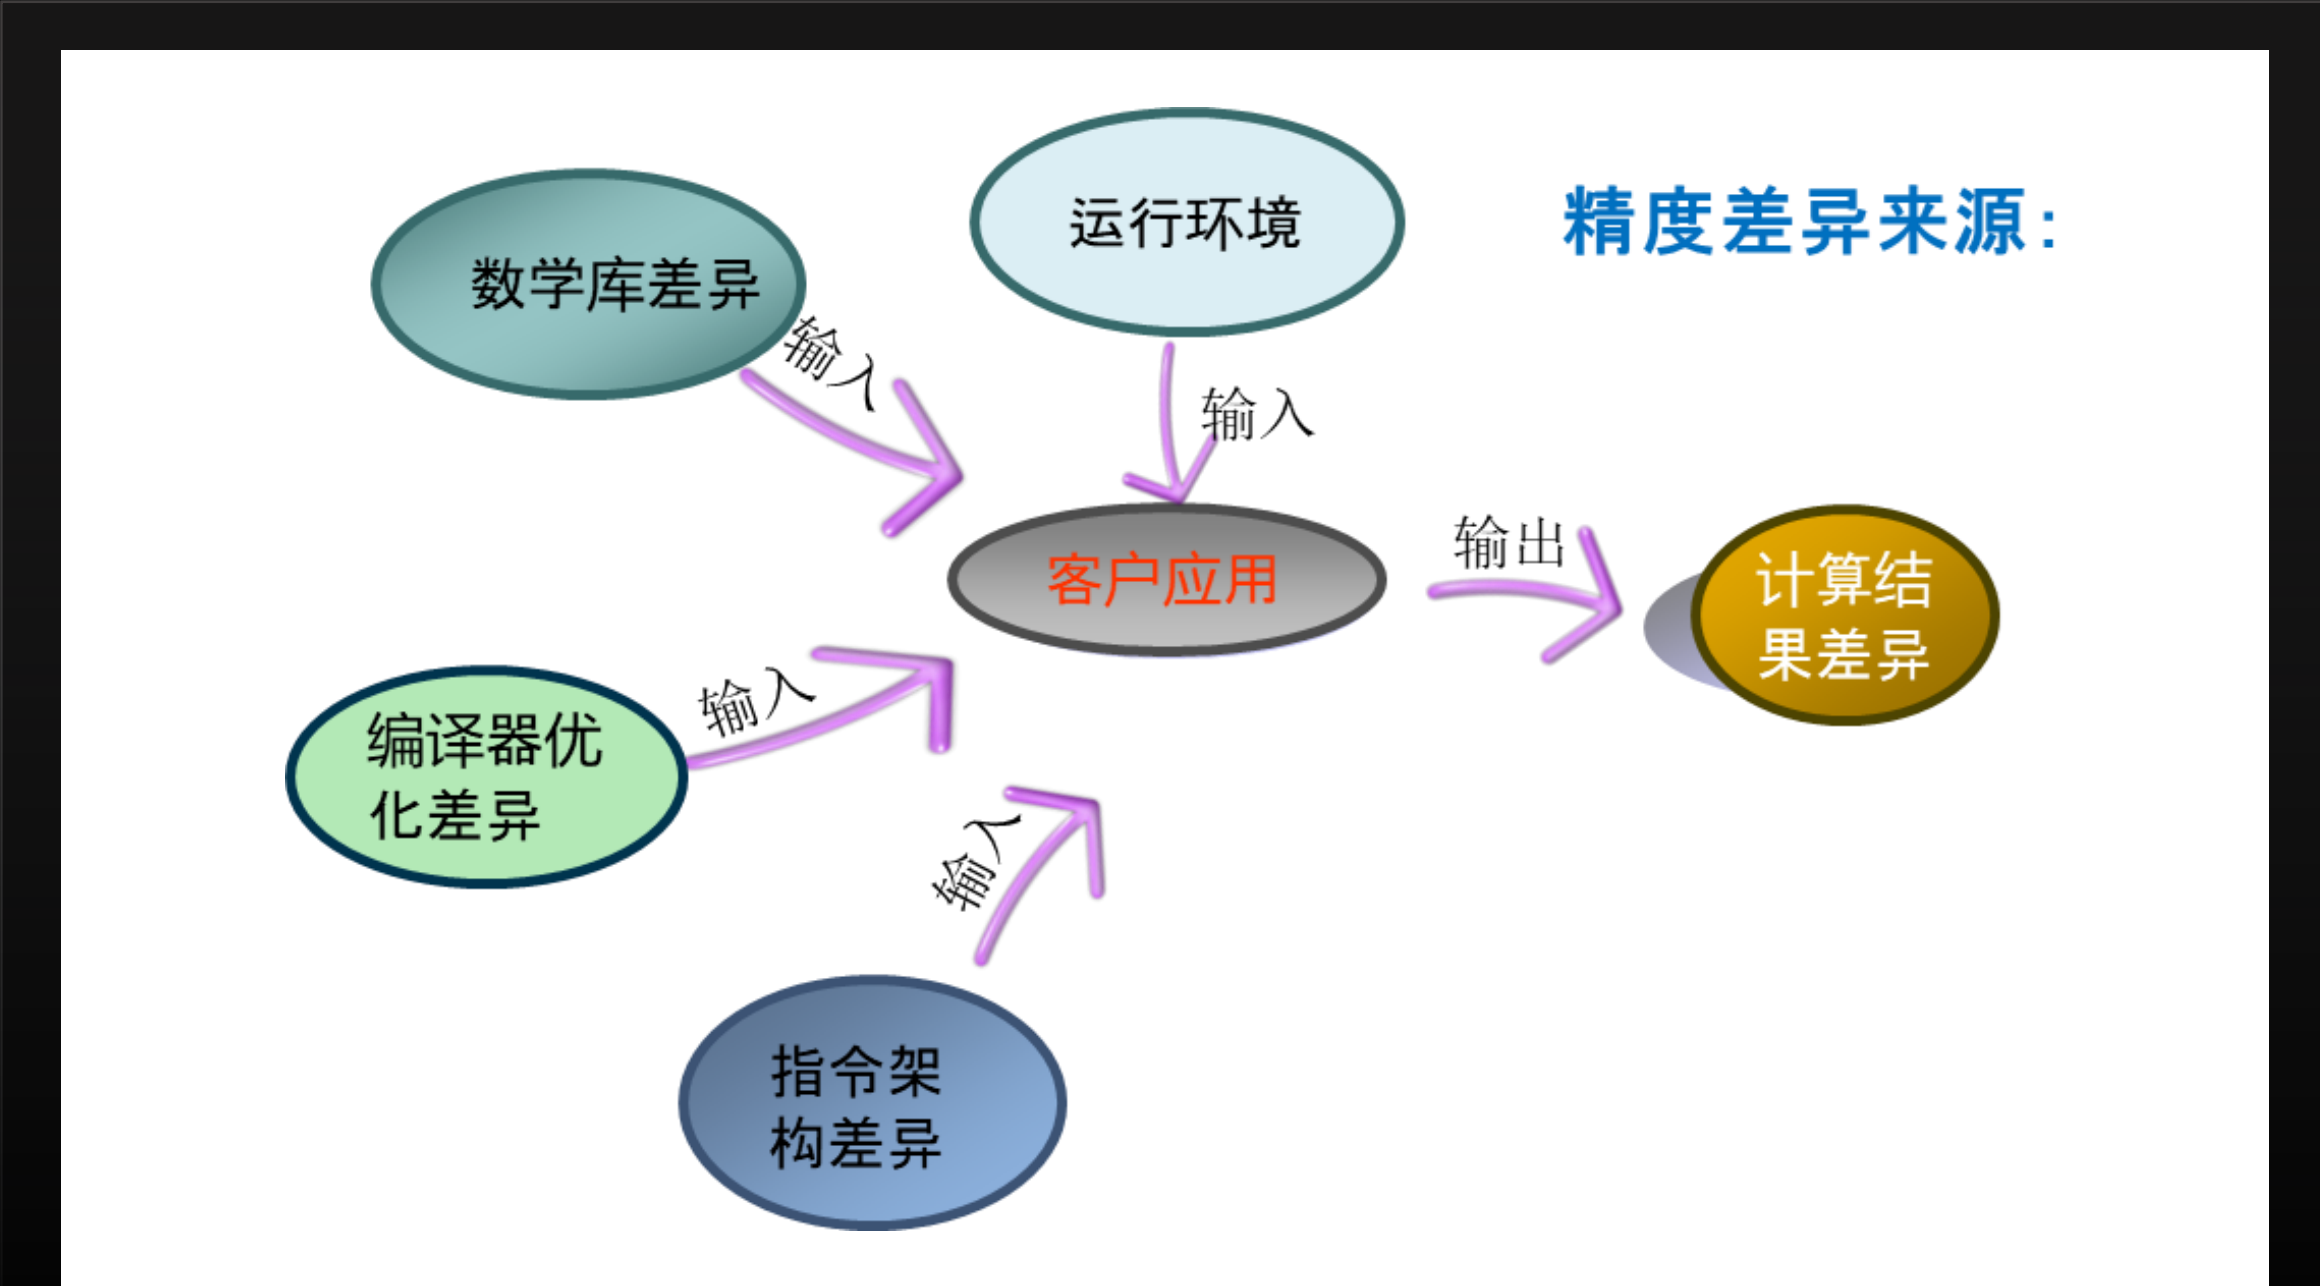 运行环境
精度差异来源：
数学库差异
输入
输入
客户应用
输出
计算结
果差异
输入
编译器优
化差异
输入
指令架
构差异